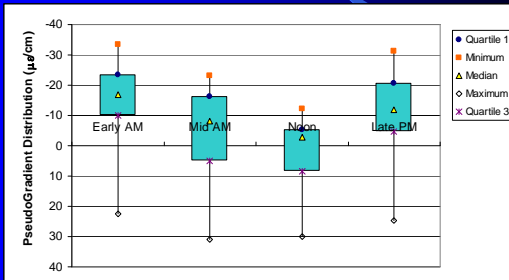 PseudoGradient Distribution (με/cm)
-40
-30
-20
-10
0
10
20
30
40
Early AM
Mid AM
Noon
Late PM
Quartile 1
Minimum
Median
Maximum
Quartile 3